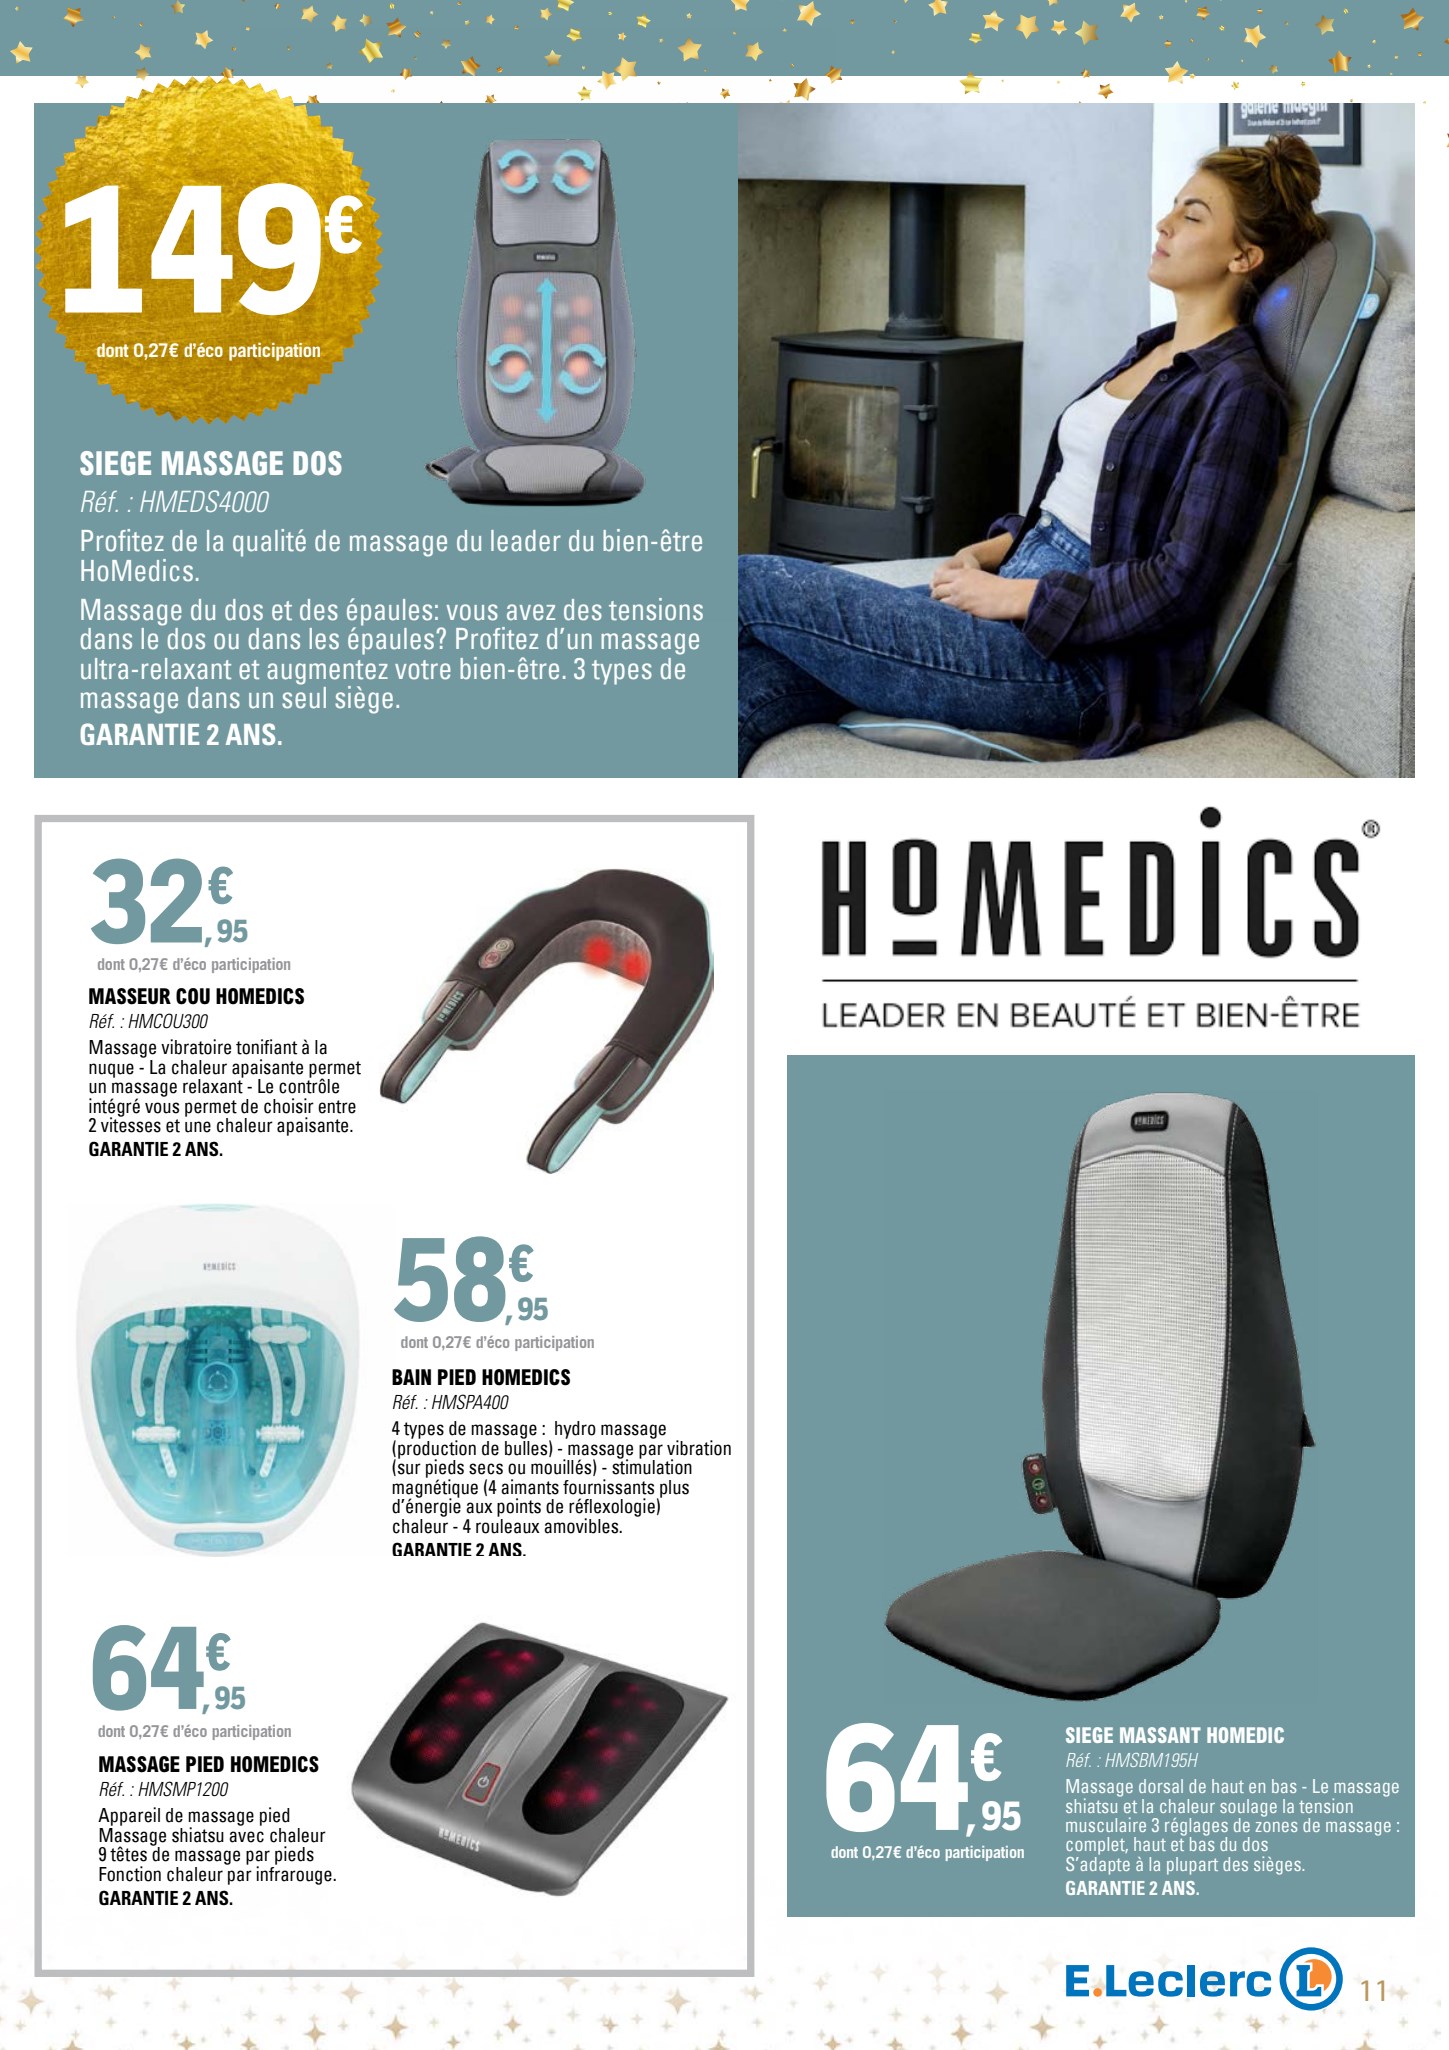 149€
dont 0,27€ d'éco participation
SIEGE MASSAGE DOS
Réf. : HMEDS4000
Profitez de la qualité de massage du leader du bien-être
HoMedics.
Massage du dos et des épaules: vous avez des tensions
dans le dos ou dans les épaules? Profitez d'un massage
ultra-relaxant et augmentez votre bien-être. 3 types de
massage dans un seul siège.
GARANTIE 2 ANS.
32€,95
dont 0,27€ d'éco participation
MASSEUR COU HOMEDICS
Réf. : HMCOU300
Massage vibratoire tonifiant à la
nuque - La chaleur apaisante permet
un massage relaxant - Le contrôle
intégré vous permet de choisir entre
2 vitesses et une chaleur apaisante.
GARANTIE 2 ANS.
HOMEDICS
HOMEDICS
58€,95
dont 0,27€ d'éco participation
BAIN PIED HOMEDICS
Réf. : HMSPA400
4 types de massage :  hydro massage
(production de bulles) - massage par vibration
(sur pieds secs ou mouillés) - stimulation
magnétique (4 aimants fournissants plus
d'énergie aux points de réflexologie)
chaleur - 4 rouleaux amovibles.
GARANTIE 2 ANS.
64€,95
dont 0,27€ d'éco participation
MASSAGE PIED HOMEDICS
Réf. : HMSMP1200
Appareil de massage pied
Massage shiatsu avec chaleur
9 têtes de massage par pieds
Fonction chaleur par infrarouge.
GARANTIE 2 ANS.
HOMEDICS
HOMEDICS®
LEADER EN BEAUTÉ ET BIEN-ÊTRE
HOMEDICS
64€,95
dont 0,27€ d'éco participation
SIEGE MASSANT HOMEDIC
Réf. : HMSBM195H
Massage dorsal de haut en bas - Le massage
shiatsu et la chaleur soulage la tension
musculaire 3 réglages de zones de massage :
complet, haut et bas du dos
S'adapte à la plupart des sièges.
GARANTIE 2 ANS.
E.Leclerc L
11